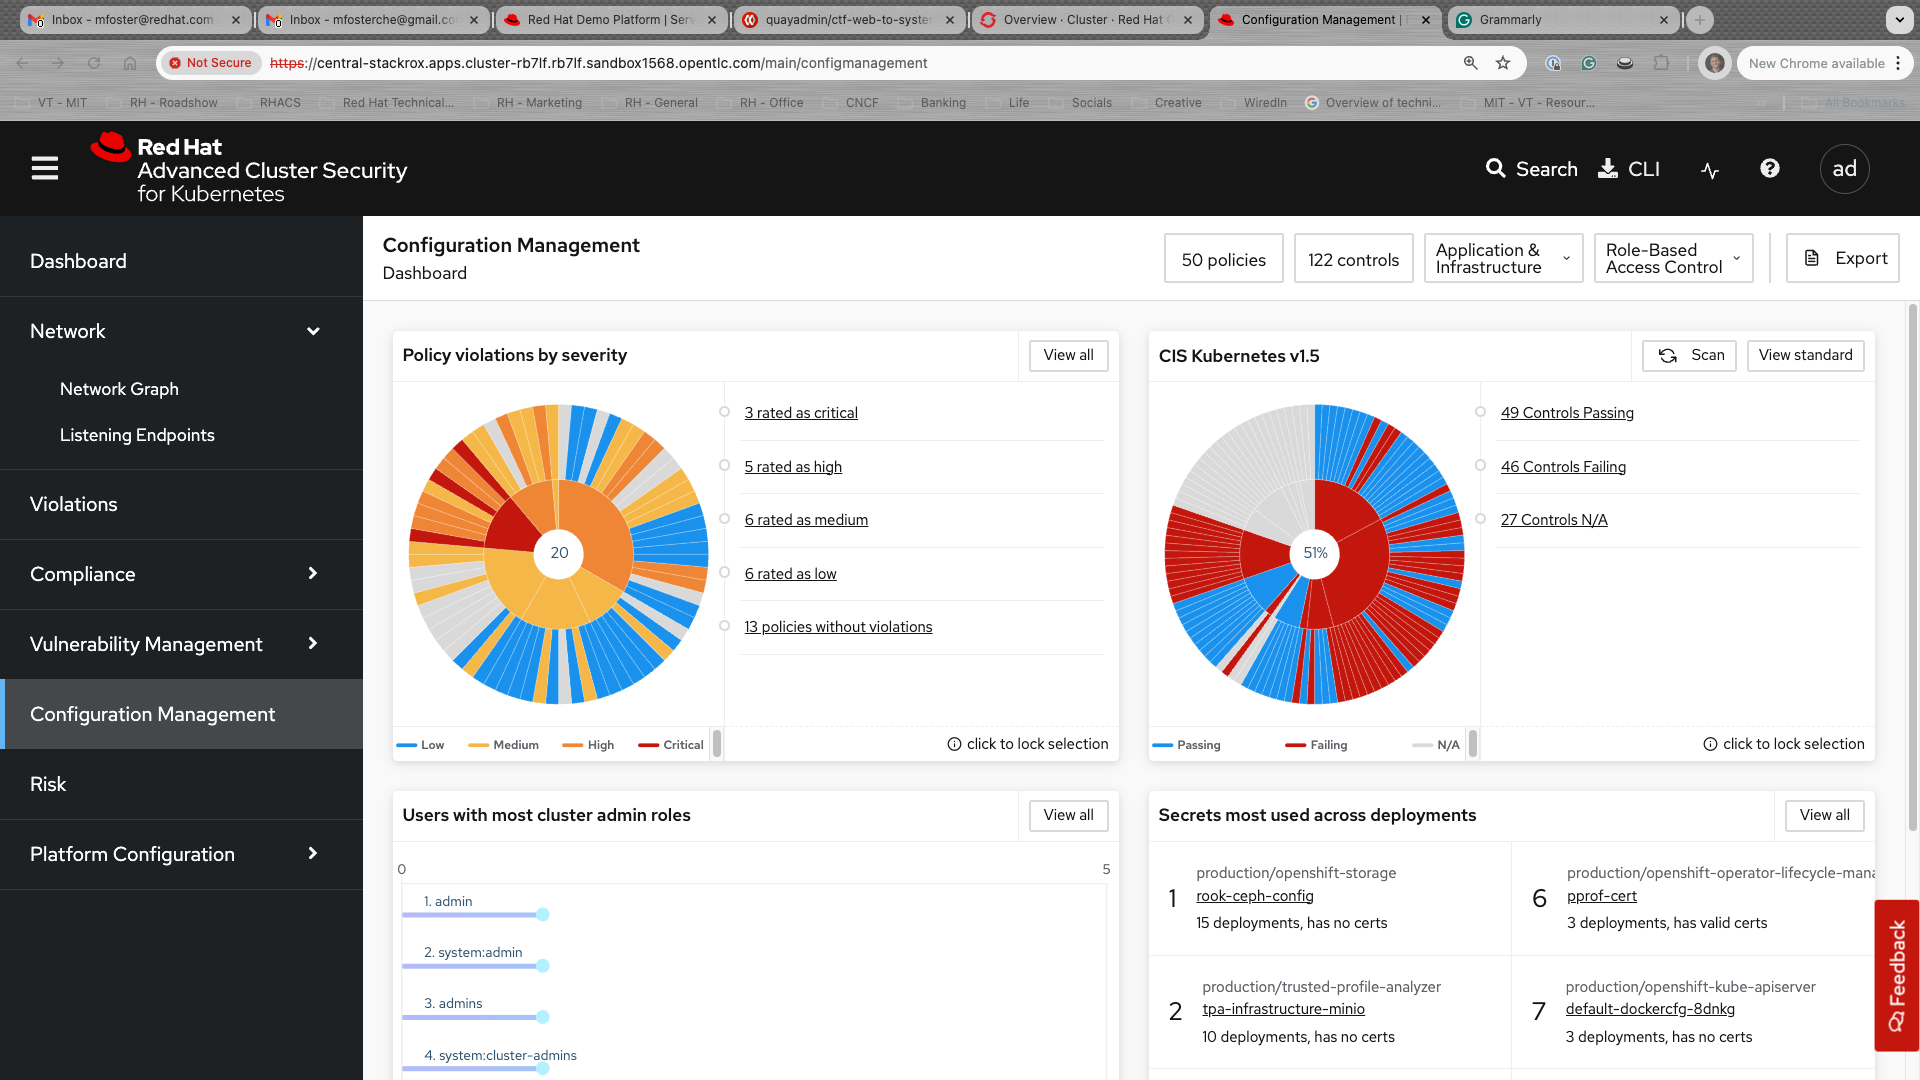 Inbox - mfoster@redhat.com
Inbox - mfosterche@gmail.co
Red Hat Demo Platform | Serv
quayadmin/ctf-web-to-syste
Overview · Cluster · Red Hat
Configuration Management |
Grammarly
Not Secure
https://central-stackrox.apps.cluster-rb7lf.rb7lf.sandbox1568.opentlc.com/main/configmanagement
New Chrome available
VT - MIT
RH - Roadshow
RHACS
Red Hat Technical...
RH - Marketing
RH - General
RH - Office
CNCF
Banking
Life
Socials
Creative
WiredIn
Overview of techni...
MIT - VT - Resour...
All Bookmarks
Red Hat
Advanced Cluster Security
for Kubernetes
Search
CLI
ad
Dashboard
Network
Network Graph
Listening Endpoints
Violations
Compliance
Vulnerability Management
Configuration Management
Risk
Platform Configuration
Configuration Management
Dashboard
50 policies
122 controls
Application &
Infrastructure
Role-Based
Access Control
Export
Policy violations by severity
View all
20
3 rated as critical
5 rated as high
6 rated as medium
6 rated as low
13 policies without violations
Low
Medium
High
Critical
click to lock selection
CIS Kubernetes v1.5
Scan
View standard
51%
49 Controls Passing
46 Controls Failing
27 Controls N/A
Passing
Failing
N/A
click to lock selection
Users with most cluster admin roles
View all
0
5
1. admin
2. system:admin
3. admins
4. system:cluster-admins
Secrets most used across deployments
View all
1
production/openshift-storage
rook-ceph-config
15 deployments, has no certs
6
production/openshift-operator-lifecycle-mana
pprof-cert
3 deployments, has valid certs
2
production/trusted-profile-analyzer
tpa-infrastructure-minio
10 deployments, has no certs
7
production/openshift-kube-apiserver
default-dockercfg-8dnkg
3 deployments, has no certs
Feedback